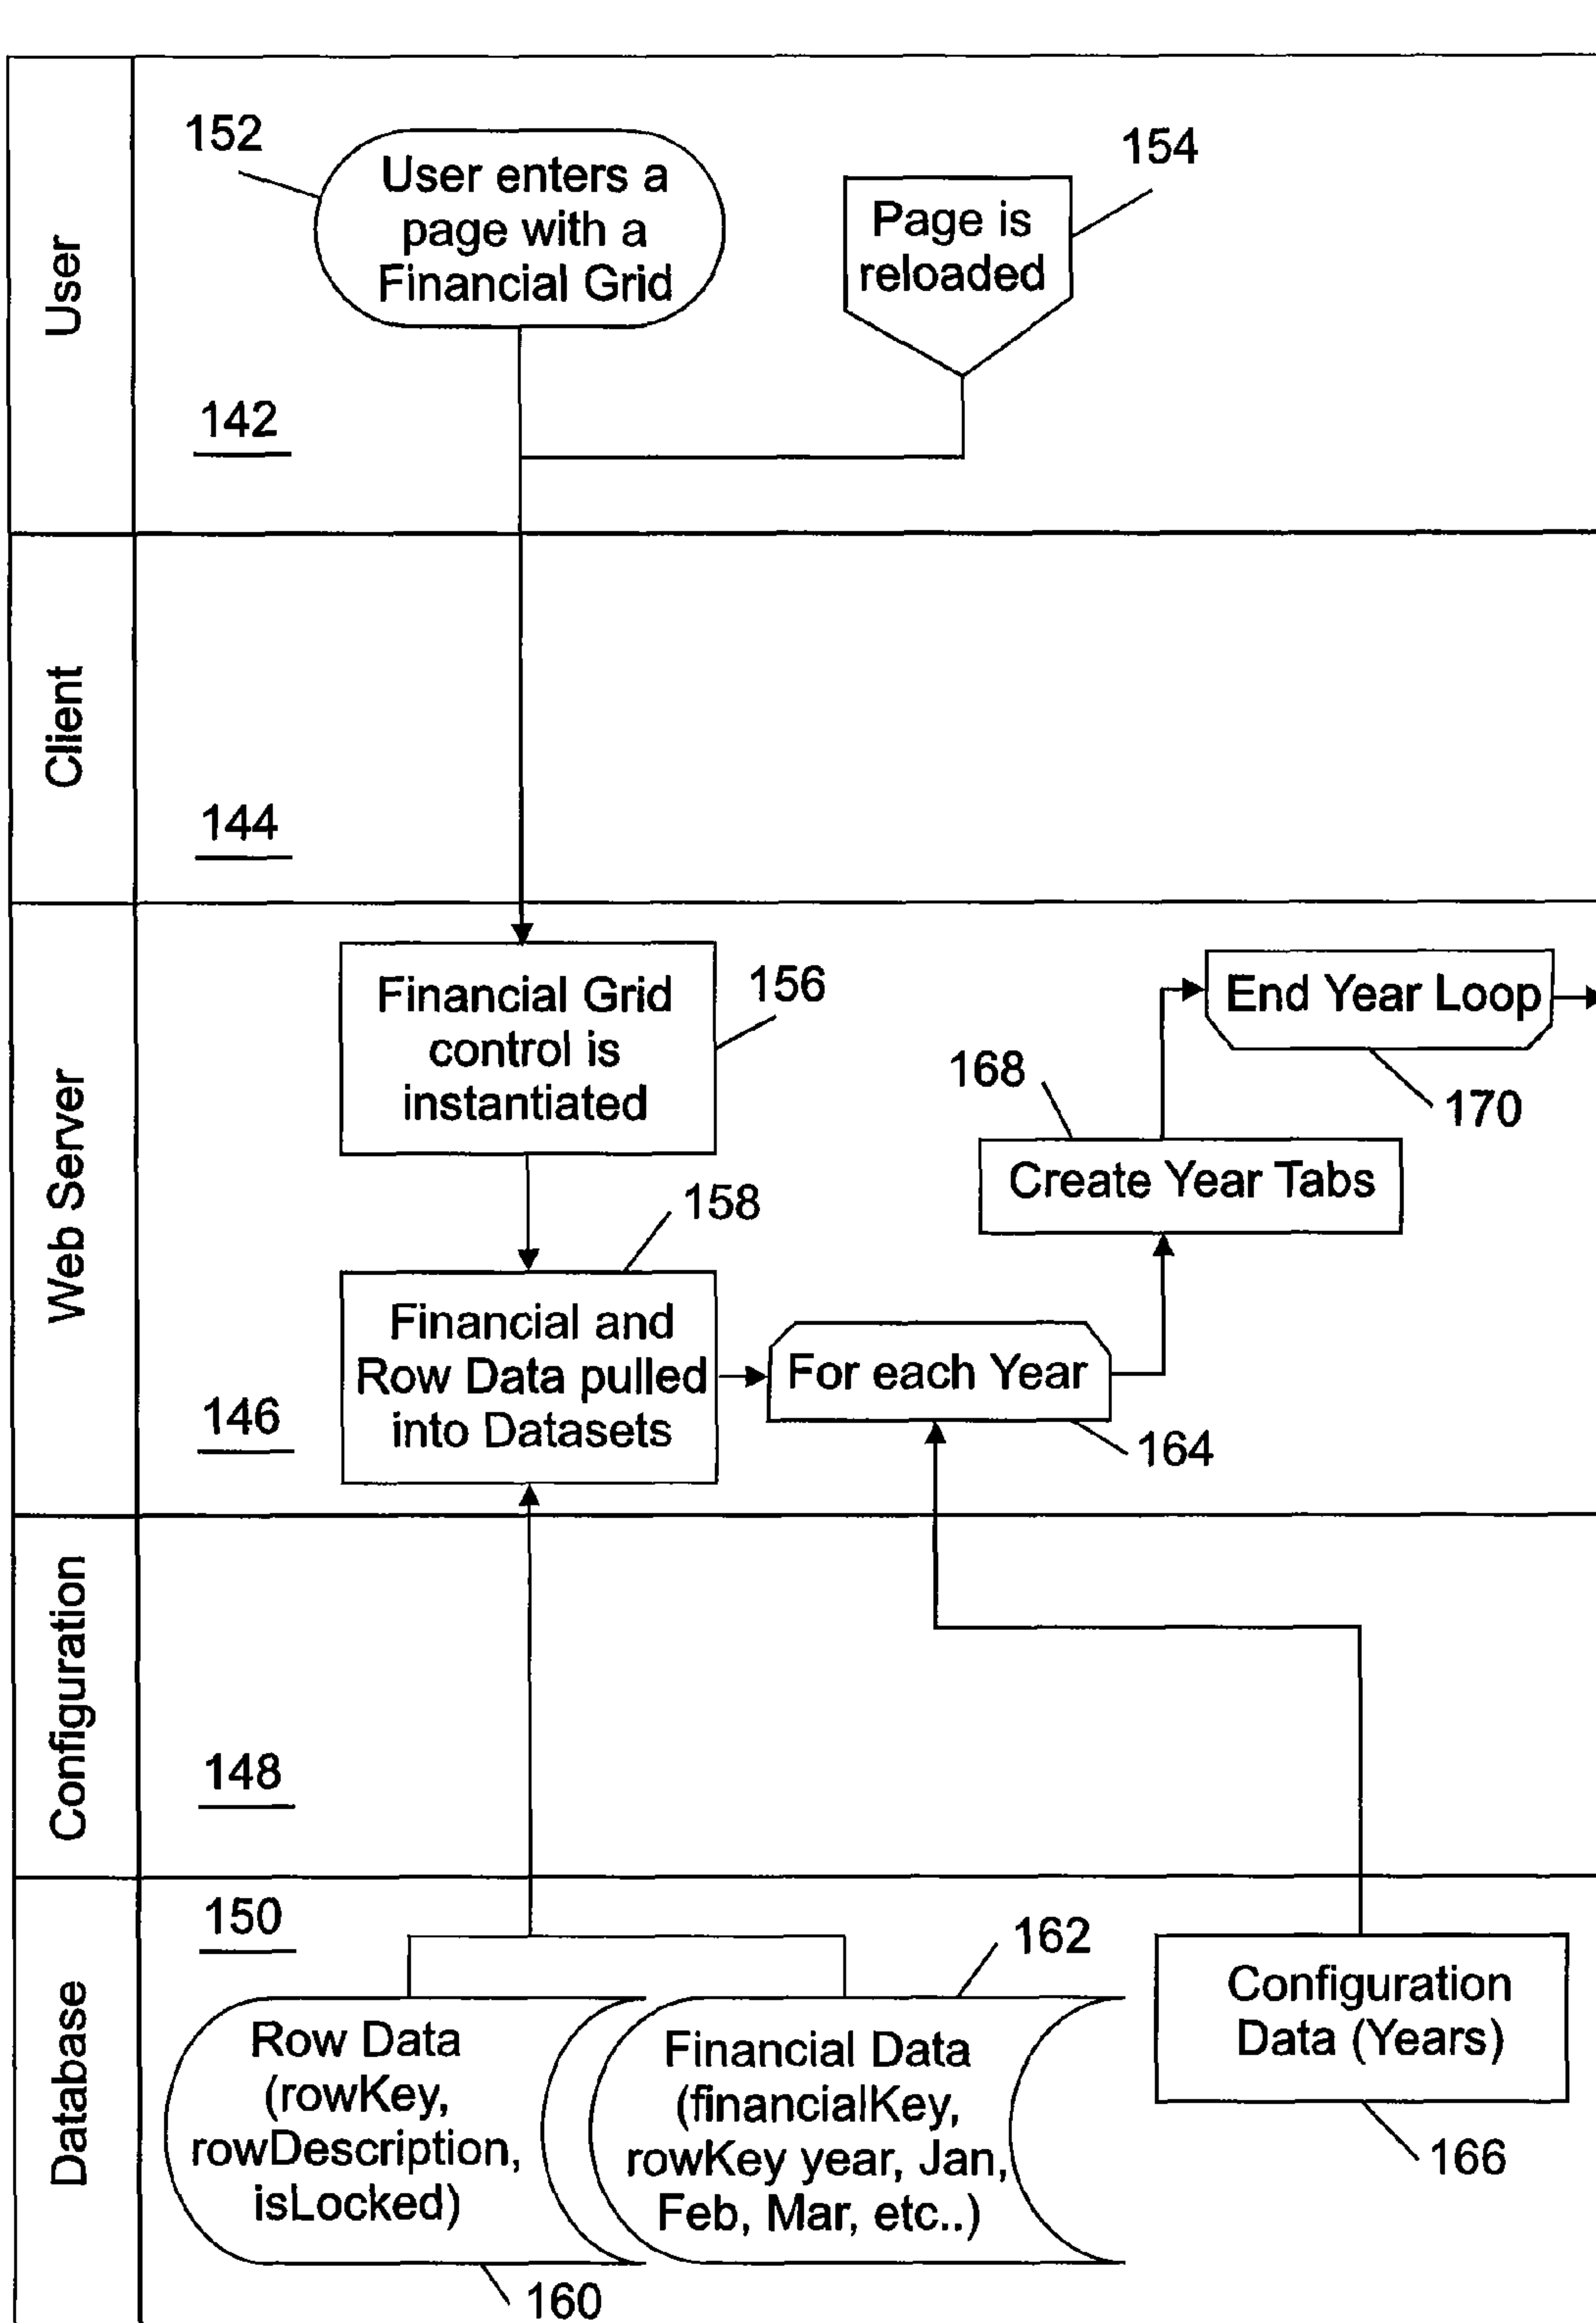 User
152
User enters a
page with a
Financial Grid
154
Page is
reloaded
142
Client
144
Web Server
Financial Grid
control is
instantiated
156
End Year Loop
170
168
Create Year Tabs
158
Financial and
Row Data pulled
into Datasets
For each Year
164
146
Configuration
148
Database
150
Row Data
(rowKey,
rowDescription,
isLocked)
160
162
Financial Data
(financialKey,
rowKey year, Jan,
Feb, Mar, etc..)
Configuration
Data (Years)
166